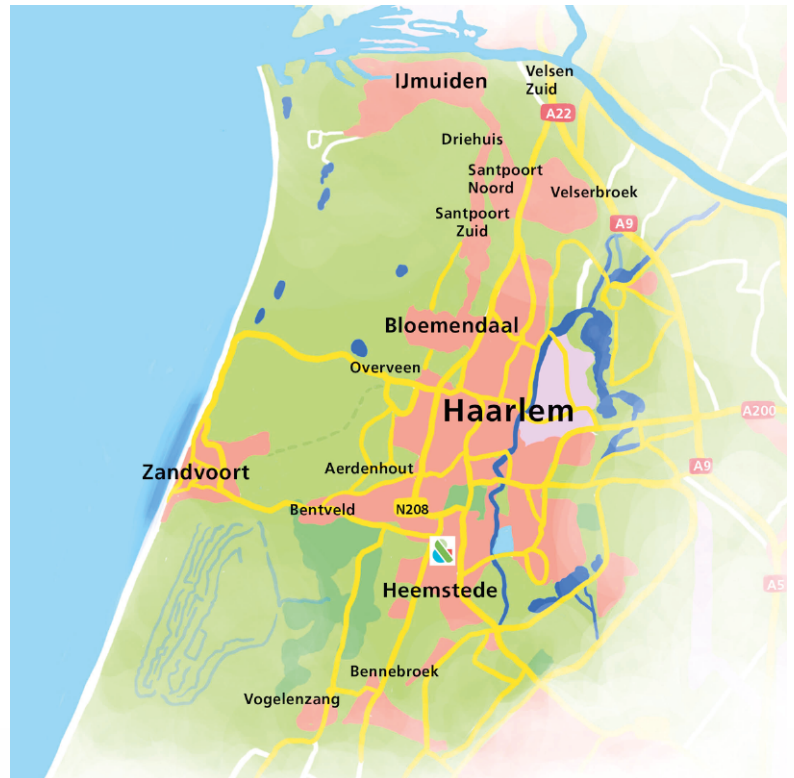 IJmuiden
Velsen
Zuid
A22
Driehuis
Santpoort
Noord
Velserbroek
Santpoort
Zuid
A9
Bloemendaal
Overveen
Haarlem
A200
Zandvoort
Aerdenhout
A9
Bentveld
N208
A5
Heemstede
Bennebroek
Vogelenzang